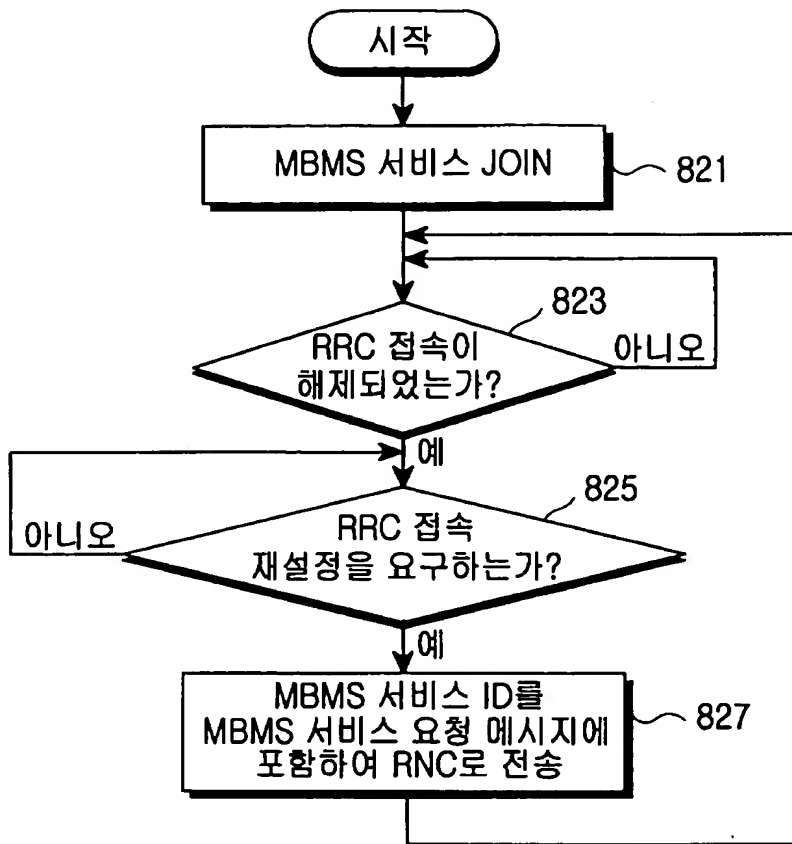 시작
MBMS 서비스 JOIN
821
823
RRC 접속이
해제되었는가?
아니오
예
825
RRC 접속
재설정을 요구하는가?
아니오
예
MBMS 서비스 ID를
MBMS 서비스 요청 메시지에
포함하여 RNC로 전송
827